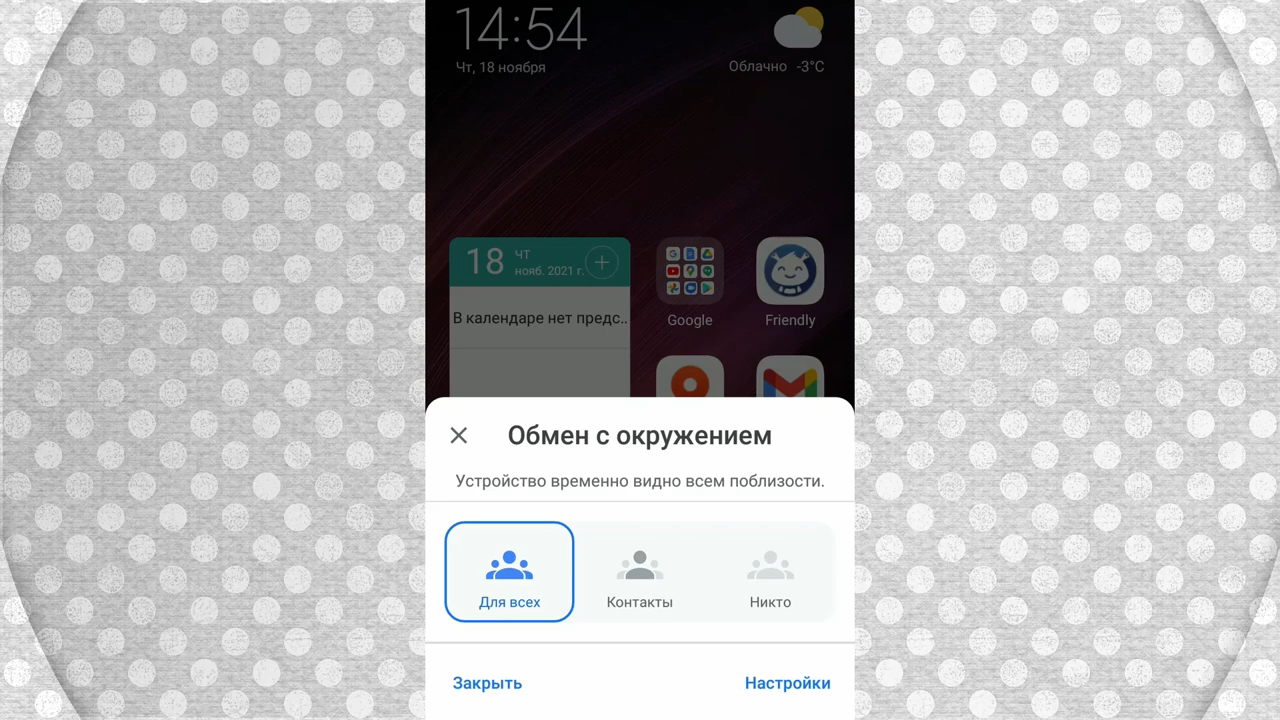 14:54
Чт, 18 ноября
Облачно -3°C
18
ЧТ
нояб. 2021 г.
В календаре нет предс..
Google
Friendly
Обмен с окружением
Устройство временно видно всем поблизости.
Для всех
Контакты
Никто
Закрыть
Настройки